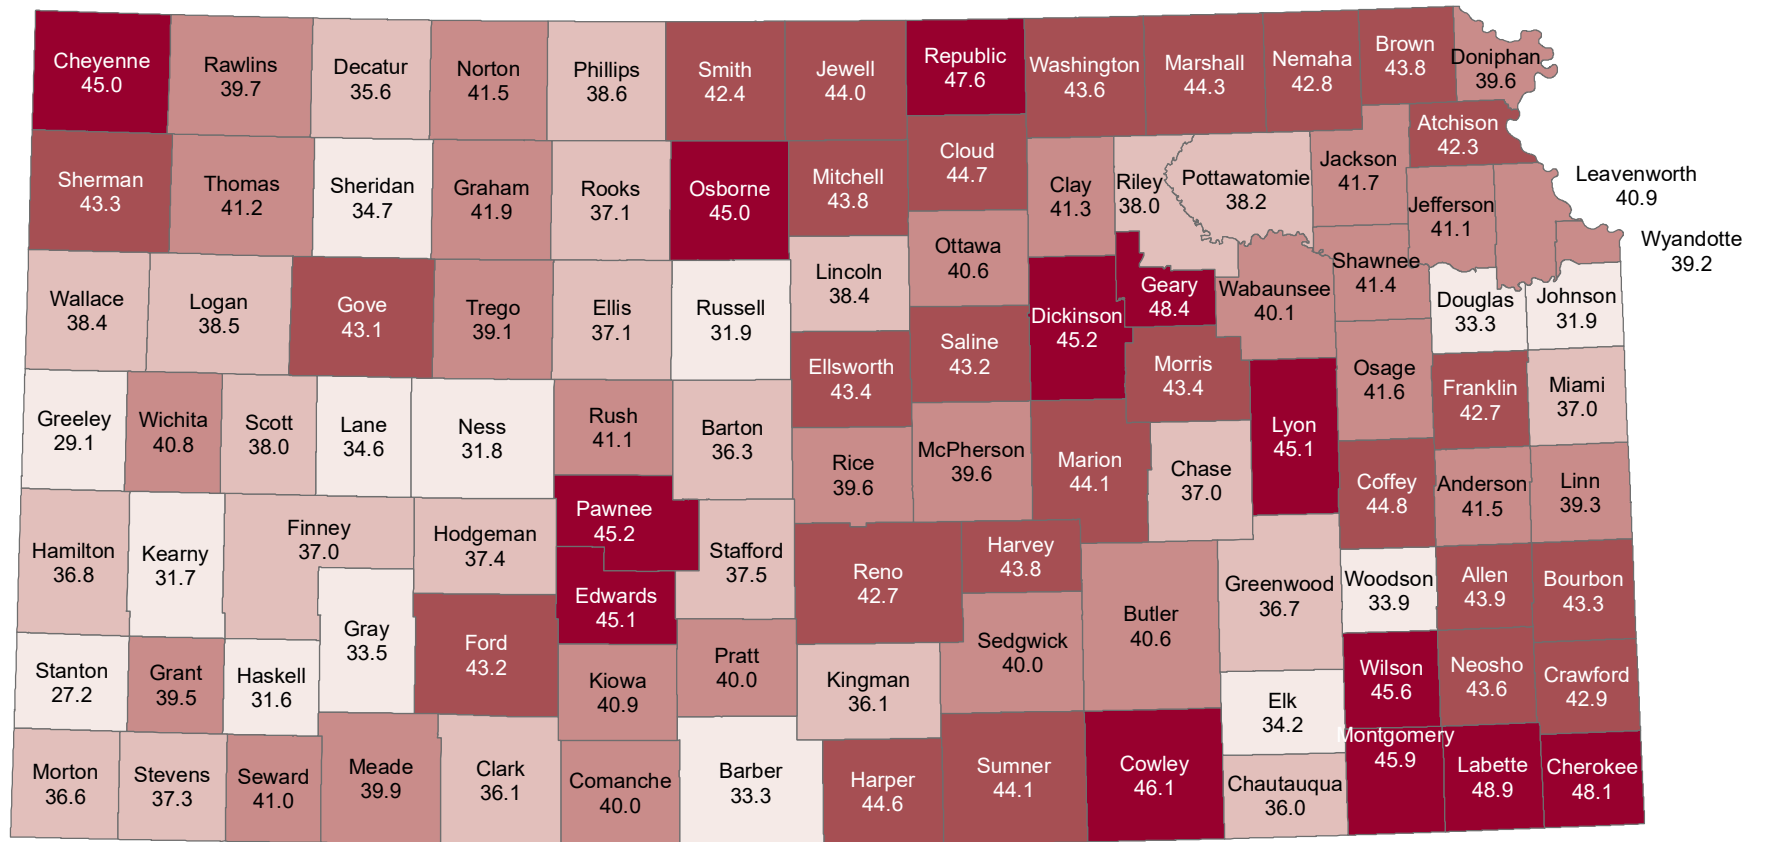 Cheyenne
45.0
Rawlins
39.7
Decatur
35.6
Norton
41.5
Phillips
38.6
Smith
42.4
Jewell
44.0
Republic
47.6
Washington
43.6
Marshall
44.3
Nemaha
42.8
Brown
43.8
Doniphan
39.6
Sherman
43.3
Thomas
41.2
Sheridan
34.7
Graham
41.9
Rooks
37.1
Osborne
45.0
Mitchell
43.8
Cloud
44.7
Clay
41.3
Riley
38.0
Pottawatomie
38.2
Jackson
41.7
Atchison
42.3
Jefferson
41.1
Leavenworth
40.9
Wyandotte
39.2
Wallace
38.4
Logan
38.5
Gove
43.1
Trego
39.1
Ellis
37.1
Russell
31.9
Lincoln
38.4
Ottawa
40.6
Saline
43.2
Dickinson
45.2
Geary
48.4
Wabaunsee
40.1
Shawnee
41.4
Douglas
33.3
Johnson
31.9
Greeley
29.1
Wichita
40.8
Scott
38.0
Lane
34.6
Ness
31.8
Rush
41.1
Barton
36.3
Ellsworth
43.4
Rice
39.6
McPherson
39.6
Marion
44.1
Morris
43.4
Chase
37.0
Lyon
45.1
Osage
41.6
Franklin
42.7
Miami
37.0
Coffey
44.8
Anderson
41.5
Linn
39.3
Hamilton
36.8
Kearny
31.7
Finney
37.0
Hodgeman
37.4
Pawnee
45.2
Edwards
45.1
Stafford
37.5
Reno
42.7
Harvey
43.8
Sedgwick
40.0
Butler
40.6
Greenwood
36.7
Woodson
33.9
Allen
43.9
Bourbon
43.3
Stanton
27.2
Grant
39.5
Haskell
31.6
Gray
33.5
Ford
43.2
Kiowa
40.9
Pratt
40.0
Kingman
36.1
Elk
34.2
Wilson
45.6
Neosho
43.6
Crawford
42.9
Morton
36.6
Stevens
37.3
Seward
41.0
Meade
39.9
Clark
36.1
Comanche
40.0
Barber
33.3
Harper
44.6
Sumner
44.1
Cowley
46.1
Chautauqua
36.0
Montgomery
45.9
Labette
48.9
Cherokee
48.1